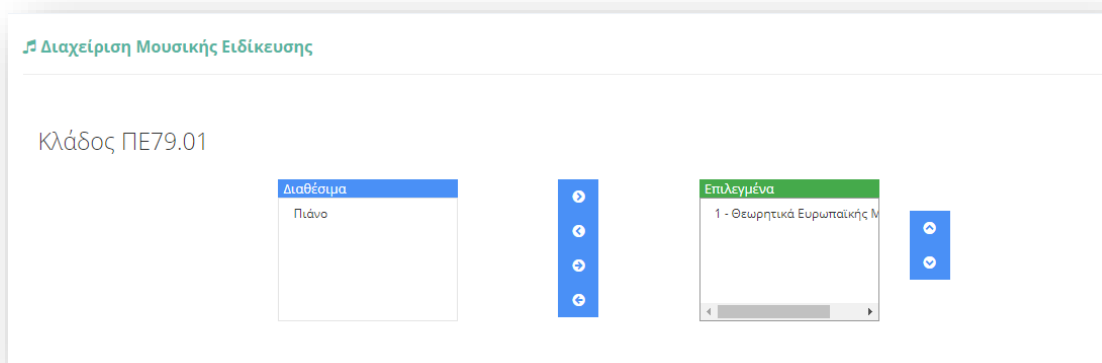 Διαχείριση Μουσικής Ειδίκευσης
Κλάδος ΠΕ79.01
Διαθέσιμα
Πιάνο
Επιλεγμένα
1 - Θεωρητικά Ευρωπαϊκής Μ